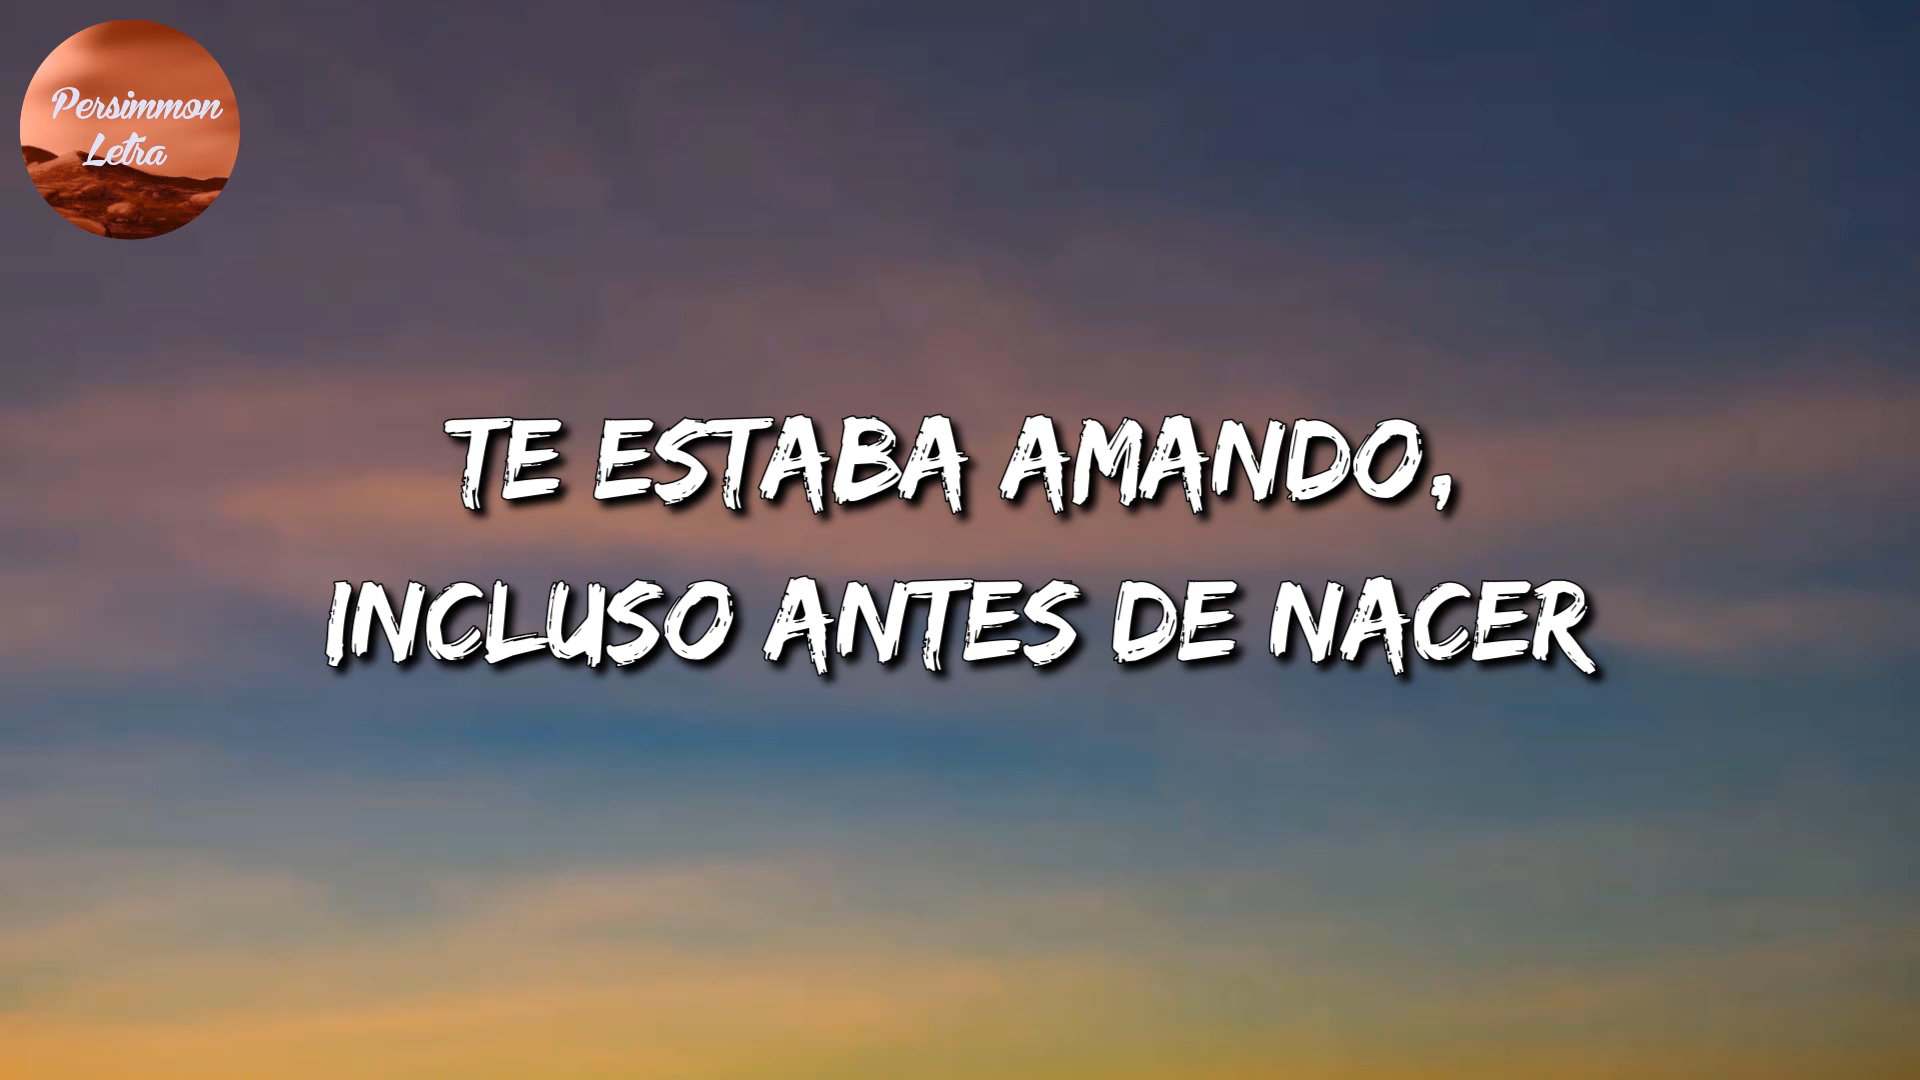 Persimmon
Letra
TE ESTABA AMANDO,
INCLUSO ANTES DE NACER